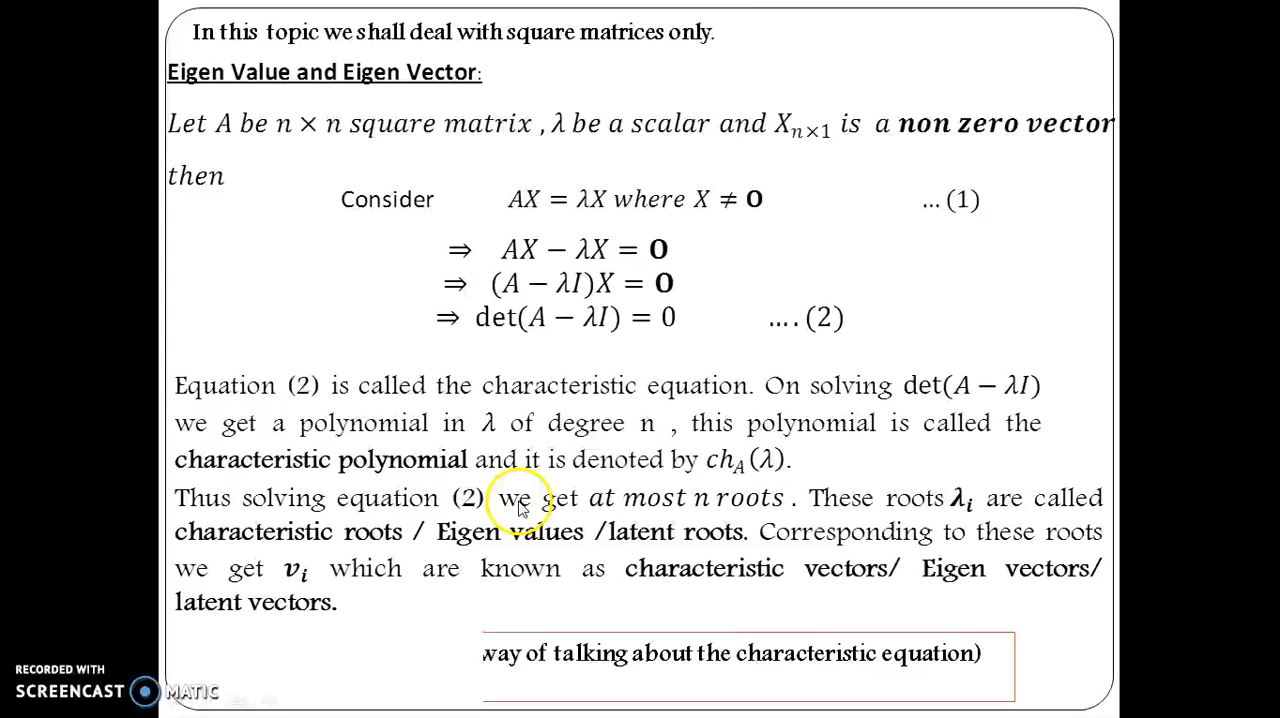 In this topic we shall deal with square matrices only.
Eigen Value and Eigen Vector:
Let A be n × n square matrix , λ be a scalar and Xₙₓ₁ is a non zero vector
then
Consider AX = λX where X ≠ O ... (1)
⇒ AX − λX = O
⇒ (A − λI)X = O
⇒ det(A − λI) = 0 .... (2)
Equation (2) is called the characteristic equation. On solving det(A − λI)
we get a polynomial in λ of degree n , this polynomial is called the
characteristic polynomial and it is denoted by ch_A(λ).
Thus solving equation (2) we get at most n roots . These roots λᵢ are called
characteristic roots / Eigen values /latent roots. Corresponding to these roots
we get vᵢ which are known as characteristic vectors/ Eigen vectors/
latent vectors.
way of talking about the characteristic equation)
RECORDED WITH
SCREENCAST MATIC